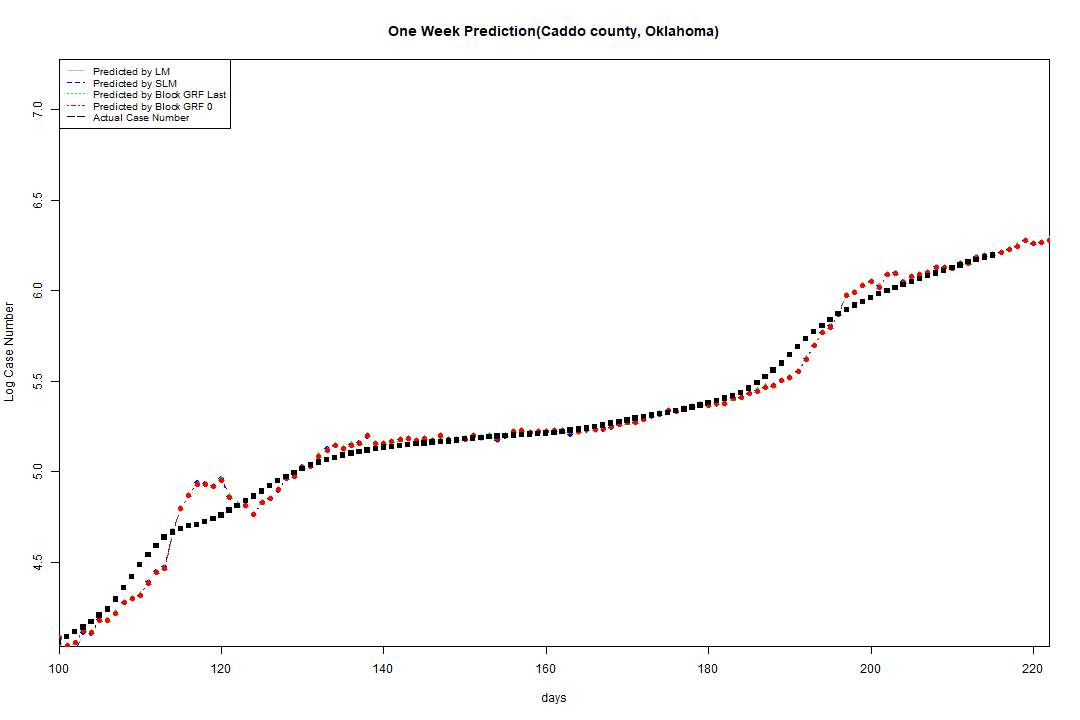 One Week Prediction(Caddo county, Oklahoma)
Predicted by LM
Predicted by SLM
Predicted by Block GRF Last
Predicted by Block GRF 0
Actual Case Number
Log Case Number
7.0
6.5
6.0
5.5
5.0
4.5
100 120 140 160 180 200 220
days